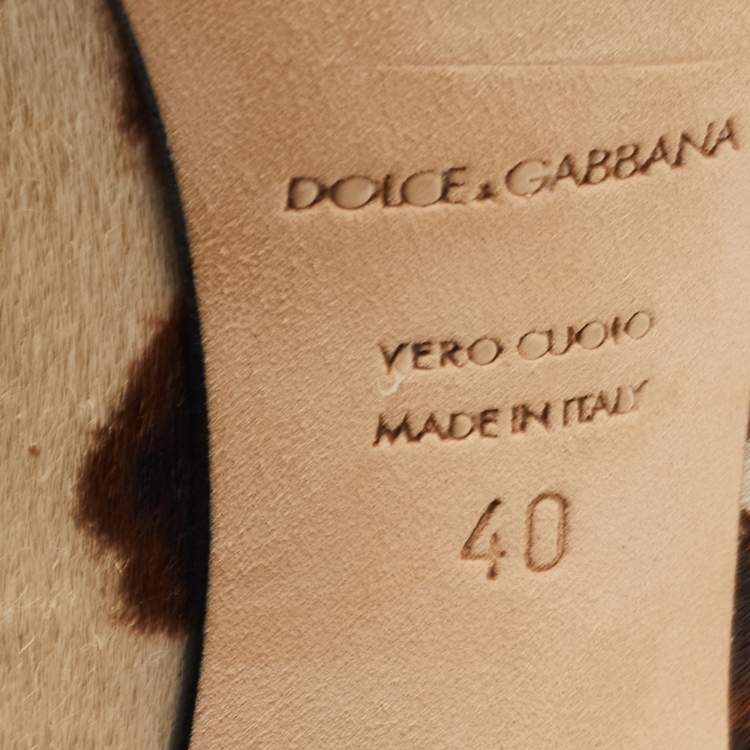 DOLCE & GABBANA
VERO CUOIO
MADE IN ITALY
40